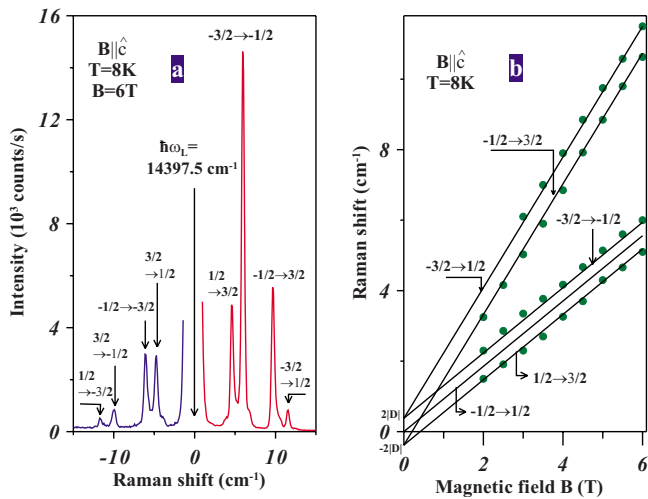 B||ĉ
T=8K
B=6T
a
-3/2→-1/2
ħω_L=
14397.5 cm⁻¹
3/2
→1/2
-1/2→-3/2
3/2
→-1/2
1/2
→-3/2
1/2
→3/2
-1/2→3/2
-3/2
→1/2
16
12
8
4
0
Intensity (10³ counts/s)
-10
0
10
Raman shift (cm⁻¹)
B||ĉ
T=8K
b
-1/2→3/2
-3/2→-1/2
-3/2→1/2
1/2→3/2
-1/2→1/2
8
4
2|D|
0
-2|D|
Raman shift (cm⁻¹)
0
2
4
6
Magnetic field B (T)